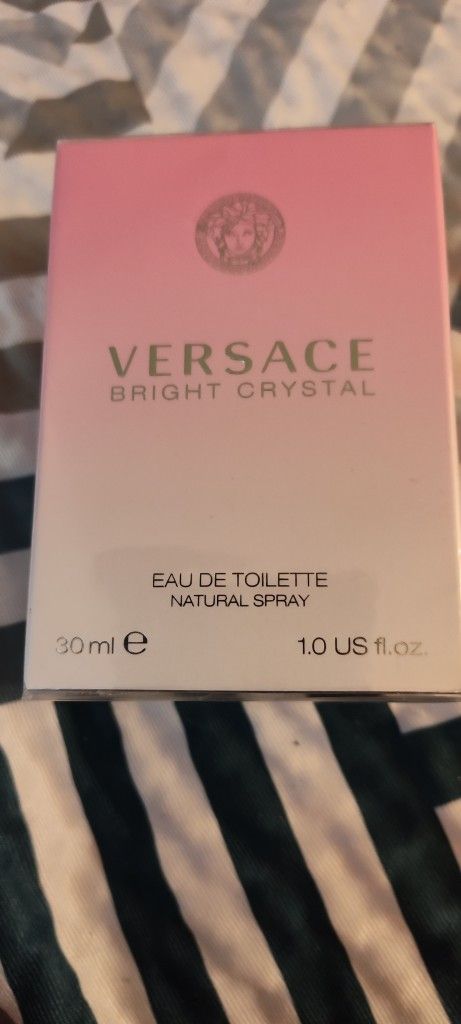 VERSACE
BRIGHT CRYSTAL
EAU DE TOILETTE
NATURAL SPRAY
30 ml e 1.0 US fl.oz.